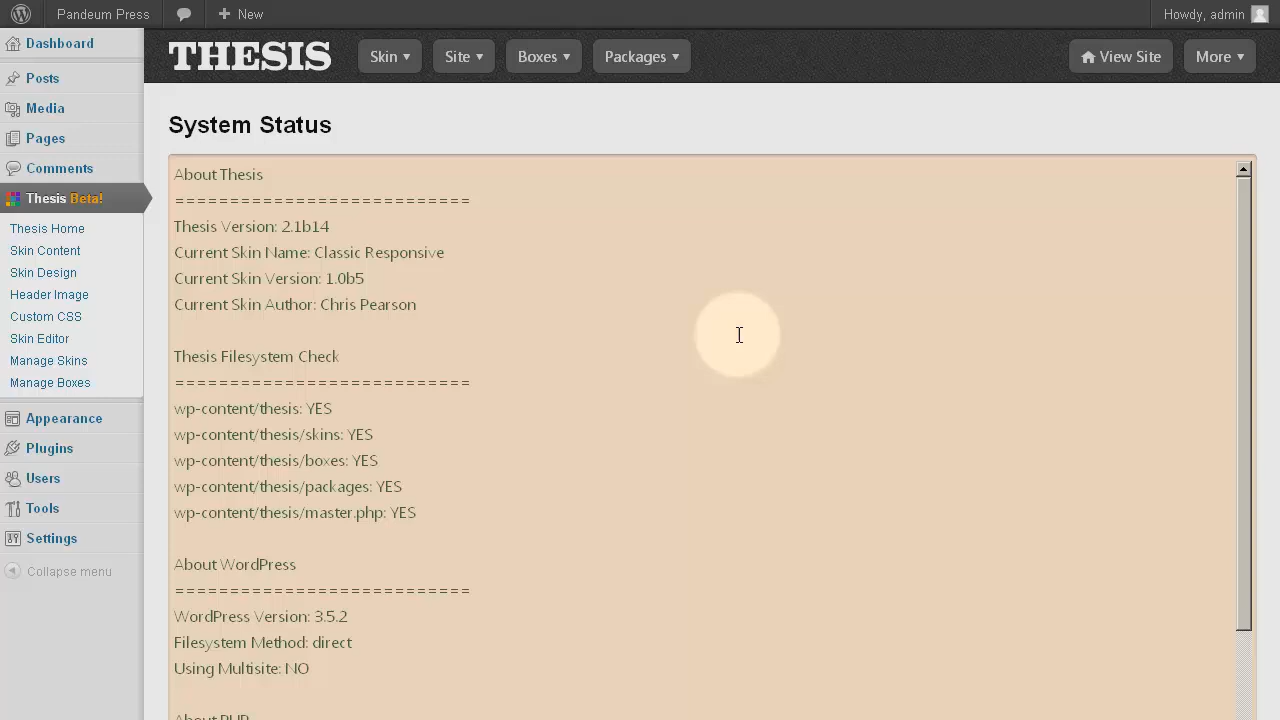 Pandeum Press
New
Howdy, admin
Dashboard
Posts
Media
Pages
Comments
Thesis Beta!
Thesis Home
Skin Content
Skin Design
Header Image
Custom CSS
Skin Editor
Manage Skins
Manage Boxes
Appearance
Plugins
Users
Tools
Settings
Collapse menu
THESIS
Skin
Site
Boxes
Packages
View Site
More
System Status
About Thesis
===========================
Thesis Version: 2.1b14
Current Skin Name: Classic Responsive
Current Skin Version: 1.0b5
Current Skin Author: Chris Pearson
Thesis Filesystem Check
===========================
wp-content/thesis: YES
wp-content/thesis/skins: YES
wp-content/thesis/boxes: YES
wp-content/thesis/packages: YES
wp-content/thesis/master.php: YES
About WordPress
===========================
WordPress Version: 3.5.2
Filesystem Method: direct
Using Multisite: NO
About PHP